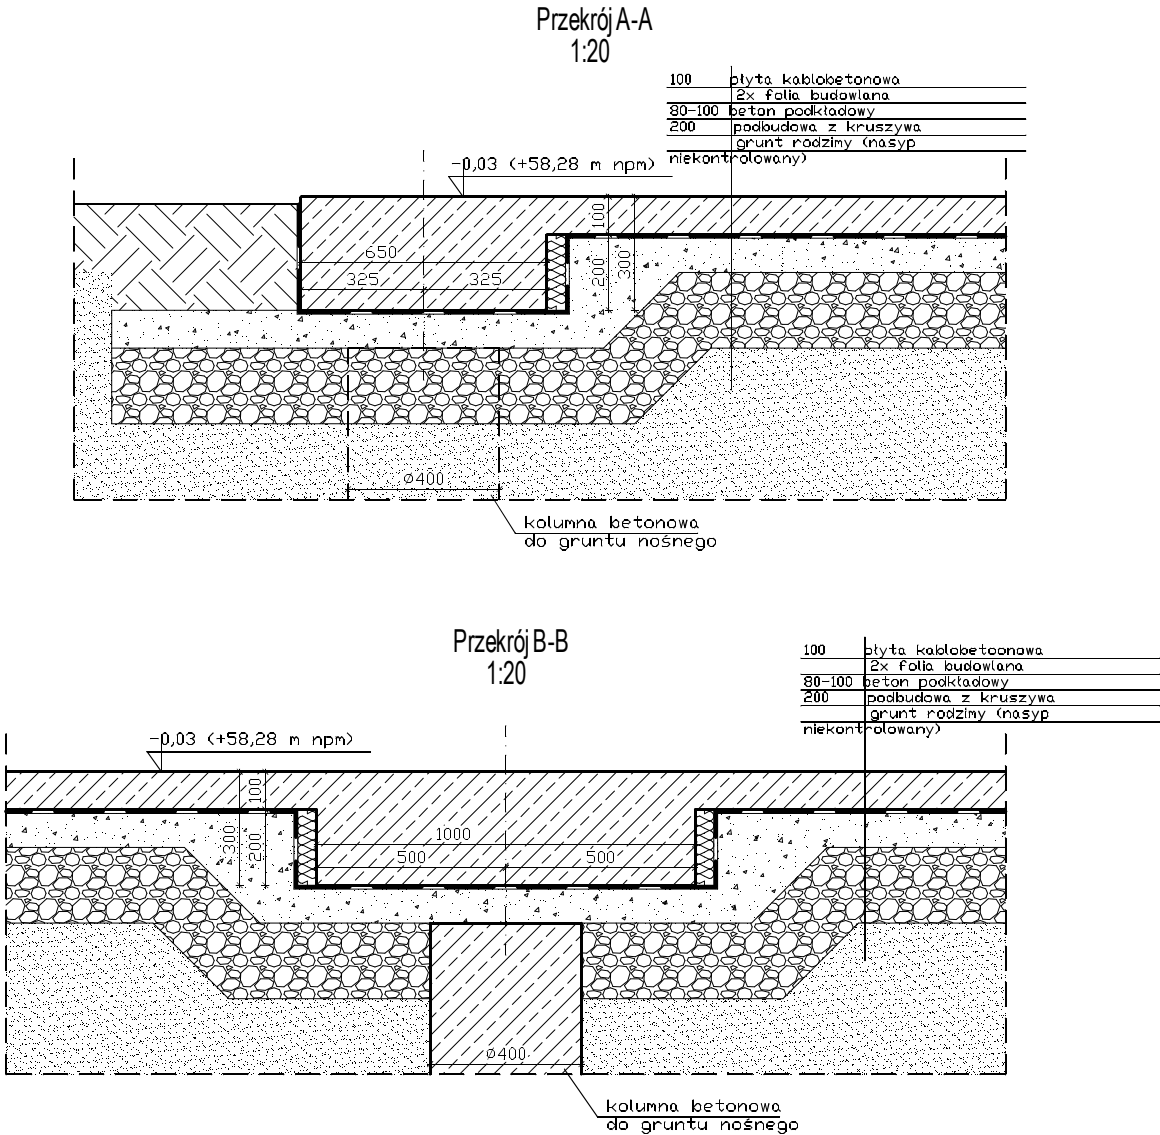 Przekrój A-A
1:20
100 płyta kablobetonowa
2x folia budowlana
80-100 beton podkładowy
200 podbudowa z kruszywa
grunt rodzimy (nasyp
niekontrolowany)
-0,03 (+58,28 m npm)
100
650
200
300
325
325
ø400
kolumna betonowa
do gruntu nośnego
Przekrój B-B
1:20
100 płyta kablobetoonowa
2x folia budowlana
80-100 beton podkładowy
200 podbudowa z kruszywa
grunt rodzimy (nasyp
niekontrolowany)
-0,03 (+58,28 m npm)
100
300
200
1000
500
500
ø400
kolumna betonowa
do gruntu nośnego